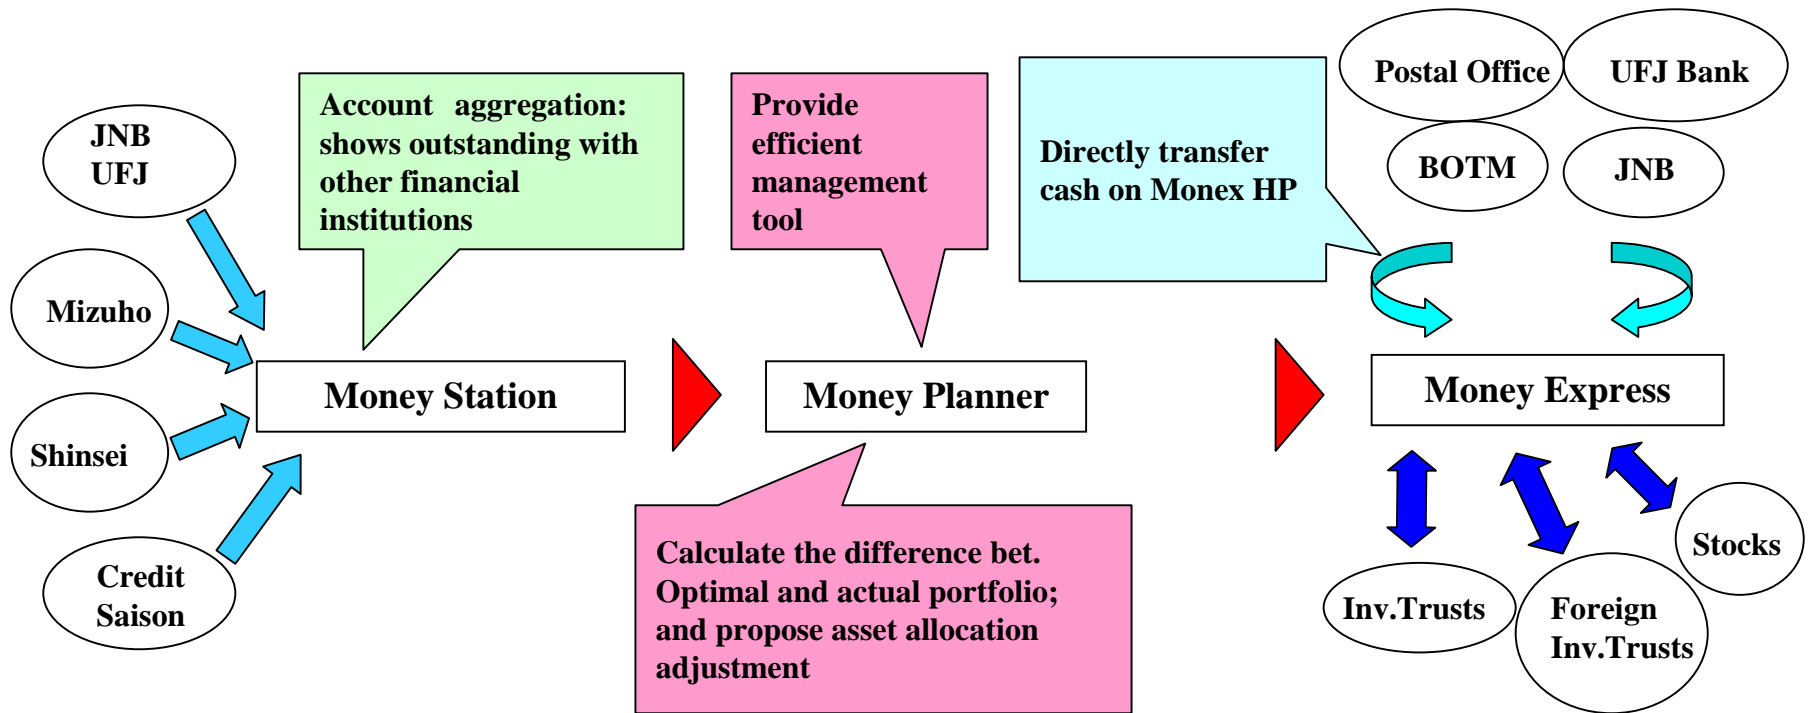 JNB
UFJ
Mizuho
Shinsei
Credit
Saison
Account aggregation:
shows outstanding with
other financial
institutions
Money Station
Provide
efficient
management
tool
Money Planner
Calculate the difference bet.
Optimal and actual portfolio;
and propose asset allocation
adjustment
Directly transfer
cash on Monex HP
Postal Office
UFJ Bank
BOTM
JNB
Money Express
Inv.Trusts
Foreign
Inv.Trusts
Stocks